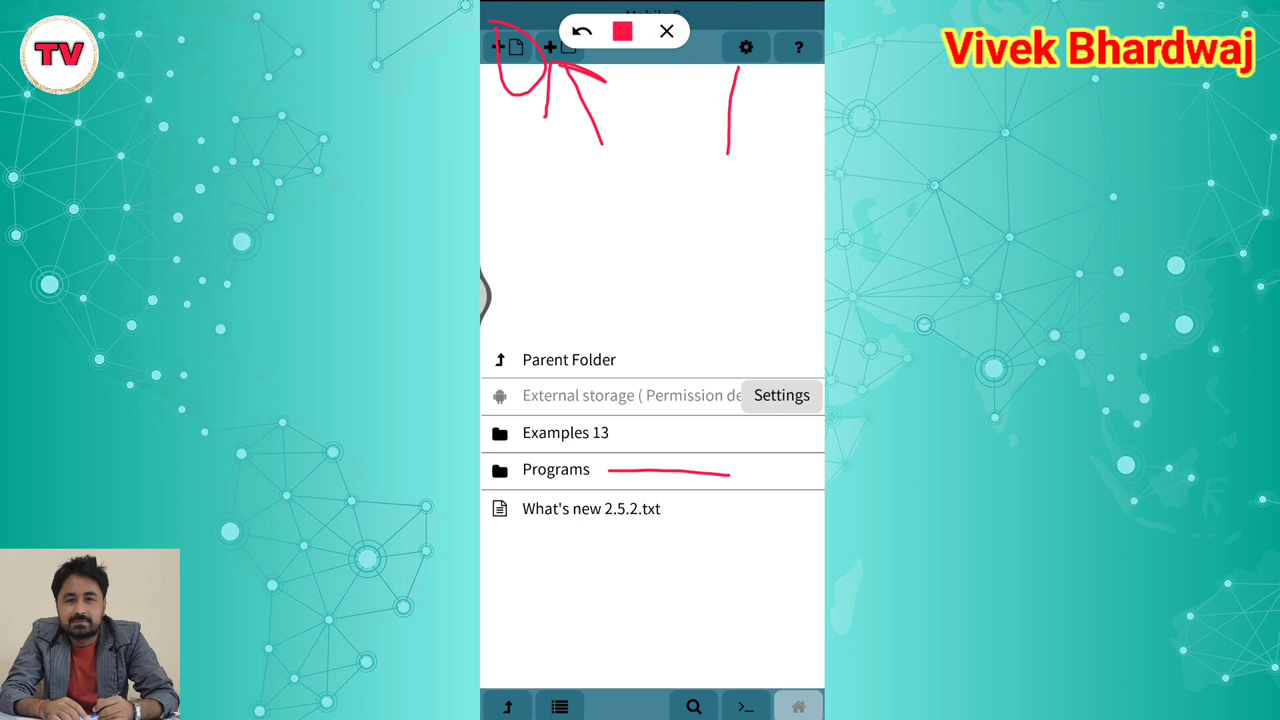 TV
Vivek Bhardwaj
?
Parent Folder
External storage ( Permission de
Settings
Examples 13
Programs
What's new 2.5.2.txt
>_